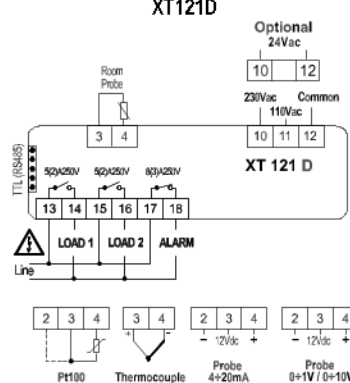 XT121D
Optional
24Vac
10 12
Room
Probe
230Vac Common
110Vac
3 4
10 11 12
TTL (RS485)
XT 121 D
5(2)A250V 5(2)A250V 8(3)A250V
13 14 15 16 17 18
LOAD 1 LOAD 2 ALARM
Line
2 3 4 3 4 2 3 4 2 3 4
+ - - 12Vdc + - 12Vdc +
Pt100 Thermocouple
Probe
4÷20mA
Probe
0÷1V / 0÷10V